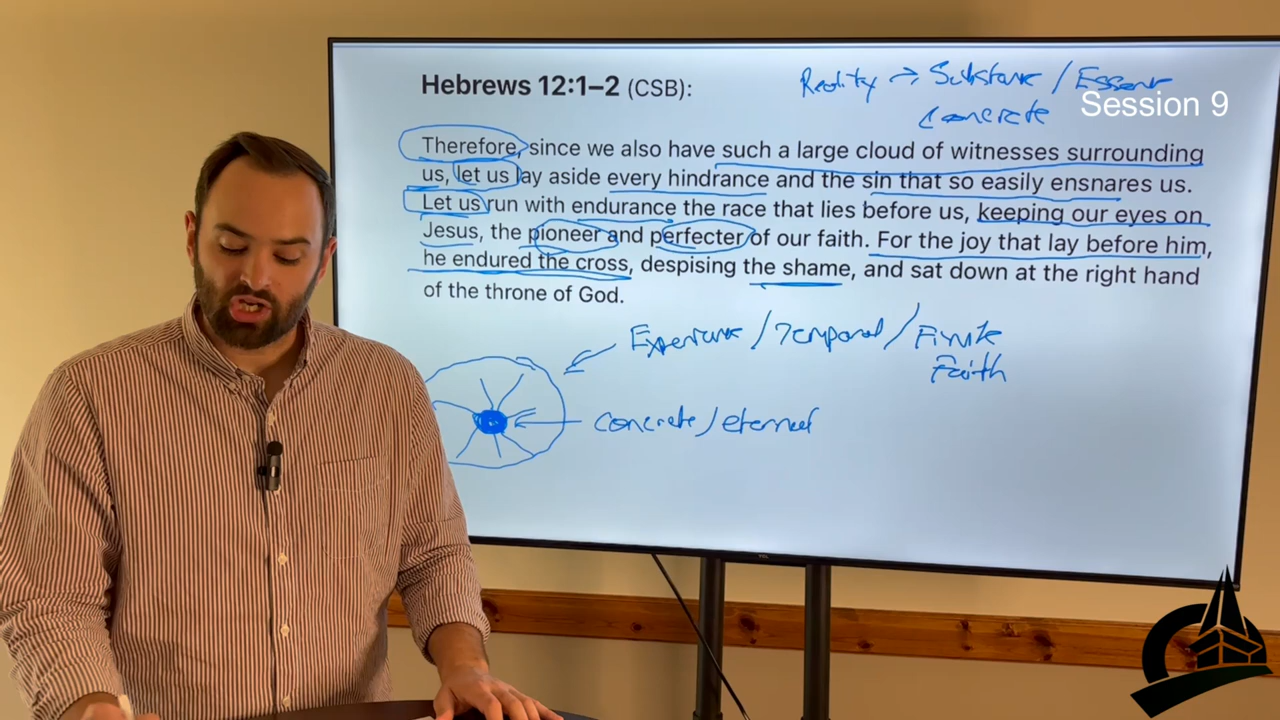 Hebrews 12:1–2 (CSB):
Reality → Substance / Essence
Concrete
Session 9
Therefore, since we also have such a large cloud of witnesses surrounding
us, let us lay aside every hindrance and the sin that so easily ensnares us.
Let us run with endurance the race that lies before us, keeping our eyes on
Jesus, the pioneer and perfecter of our faith. For the joy that lay before him,
he endured the cross, despising the shame, and sat down at the right hand
of the throne of God.
Experience / Temporal / Finite
Faith
concrete / eternal